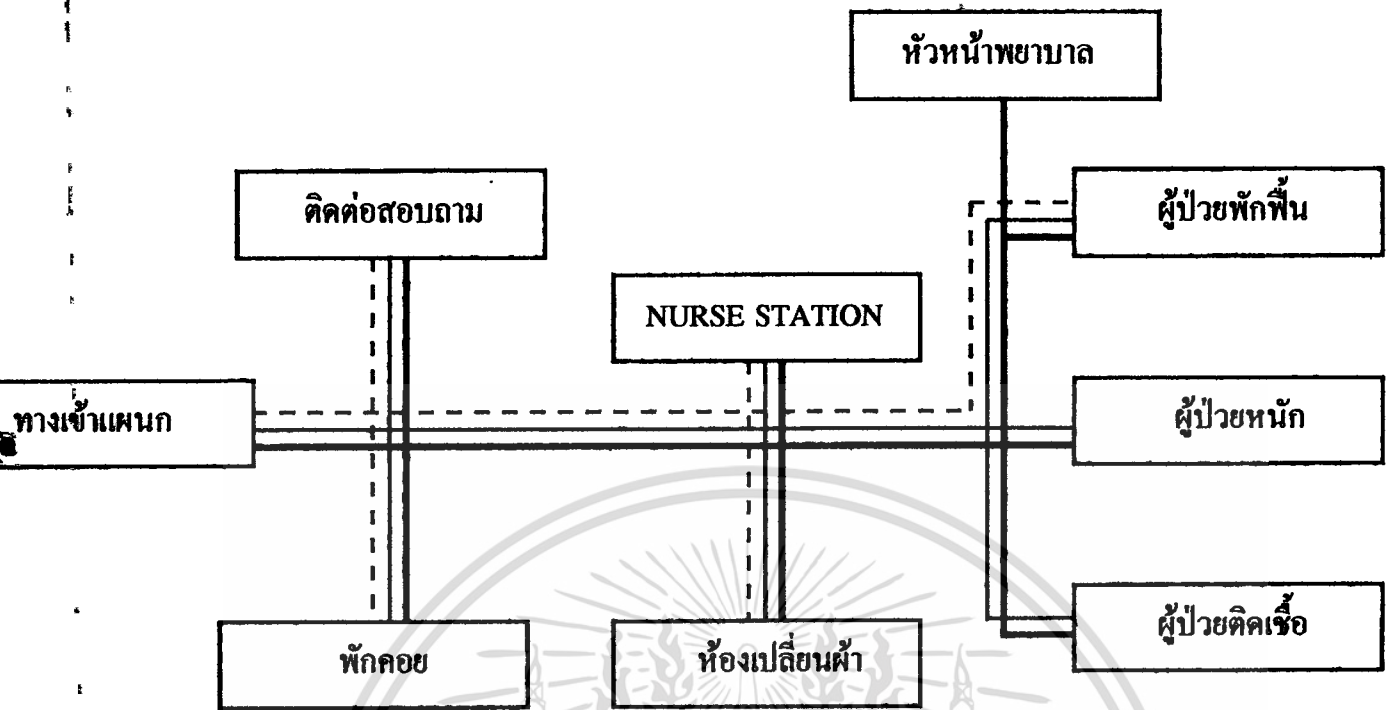 หัวหน้าพยาบาล
ติดต่อสอบถาม
ผู้ป่วยพักฟื้น
NURSE STATION
ทางเข้าแผนก
ผู้ป่วยหนัก
พักคอย
ห้องเปลี่ยนผ้า
ผู้ป่วยติดเชื้อ